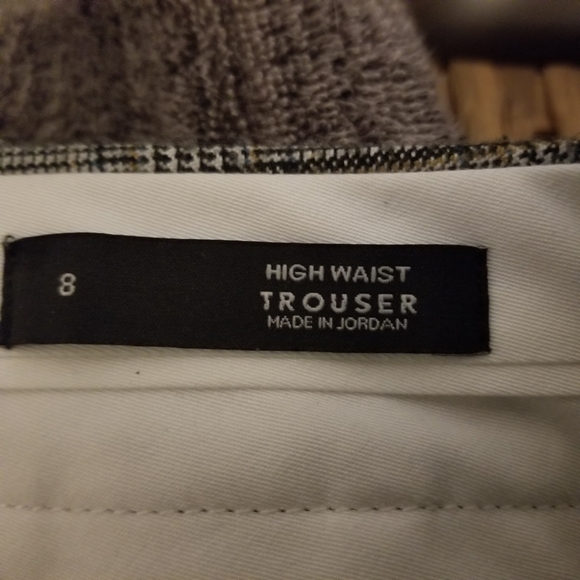 8
HIGH WAIST
TROUSER
MADE IN JORDAN